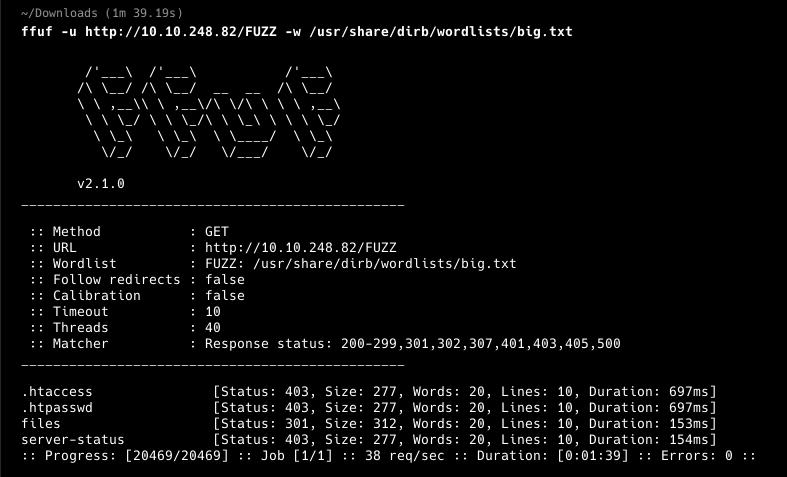 ~/Downloads (1m 39.19s)
ffuf -u http://10.10.248.82/FUZZ -w /usr/share/dirb/wordlists/big.txt
        /'___\  /'___\           /'___\
       /\ \__/ /\ \__/  __  __  /\ \__/
       \ \ ,__\\ \ ,__\/\ \/\ \ \ \ ,__\
        \ \ \_/ \ \ \_/\ \ \_\ \ \ \ \_/
         \ \_\   \ \_\  \ \____/  \ \_\
          \/_/    \/_/   \/___/    \/_/
       v2.1.0
________________________________________________
 :: Method           : GET
 :: URL              : http://10.10.248.82/FUZZ
 :: Wordlist         : FUZZ: /usr/share/dirb/wordlists/big.txt
 :: Follow redirects : false
 :: Calibration      : false
 :: Timeout          : 10
 :: Threads          : 40
 :: Matcher          : Response status: 200-299,301,302,307,401,403,405,500
________________________________________________
.htaccess               [Status: 403, Size: 277, Words: 20, Lines: 10, Duration: 697ms]
.htpasswd               [Status: 403, Size: 277, Words: 20, Lines: 10, Duration: 697ms]
files                   [Status: 301, Size: 312, Words: 20, Lines: 10, Duration: 153ms]
server-status           [Status: 403, Size: 277, Words: 20, Lines: 10, Duration: 154ms]
:: Progress: [20469/20469] :: Job [1/1] :: 38 req/sec :: Duration: [0:01:39] :: Errors: 0 ::